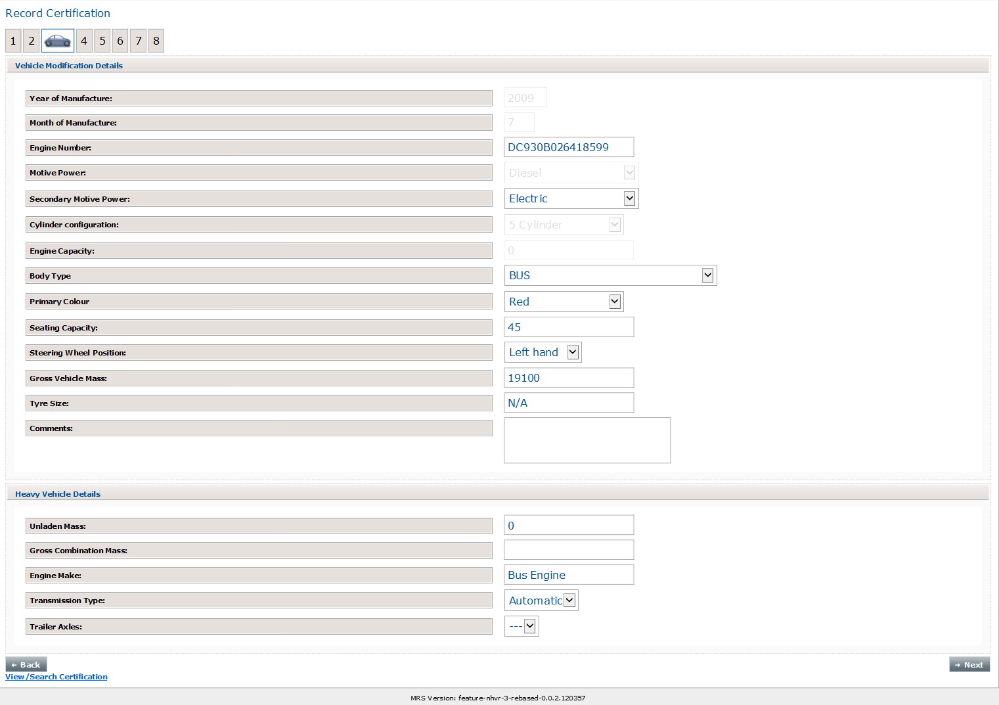 Record Certification
1 2 4 5 6 7 8
Vehicle Modification Details
Year of Manufacture: 2009
Month of Manufacture: 7
Engine Number: DC930B026418599
Motive Power: Diesel
Secondary Motive Power: Electric
Cylinder configuration: 5 Cylinder
Engine Capacity: 0
Body Type BUS
Primary Colour Red
Seating Capacity: 45
Steering Wheel Position: Left hand
Gross Vehicle Mass: 19100
Tyre Size: N/A
Comments:
Heavy Vehicle Details
Unladen Mass: 0
Gross Combination Mass:
Engine Make: Bus Engine
Transmission Type: Automatic
Trailer Axles: ---
← Back → Next
View/Search Certification
MRS Version: feature-nhvr-3-rebased-0.0.2.120357